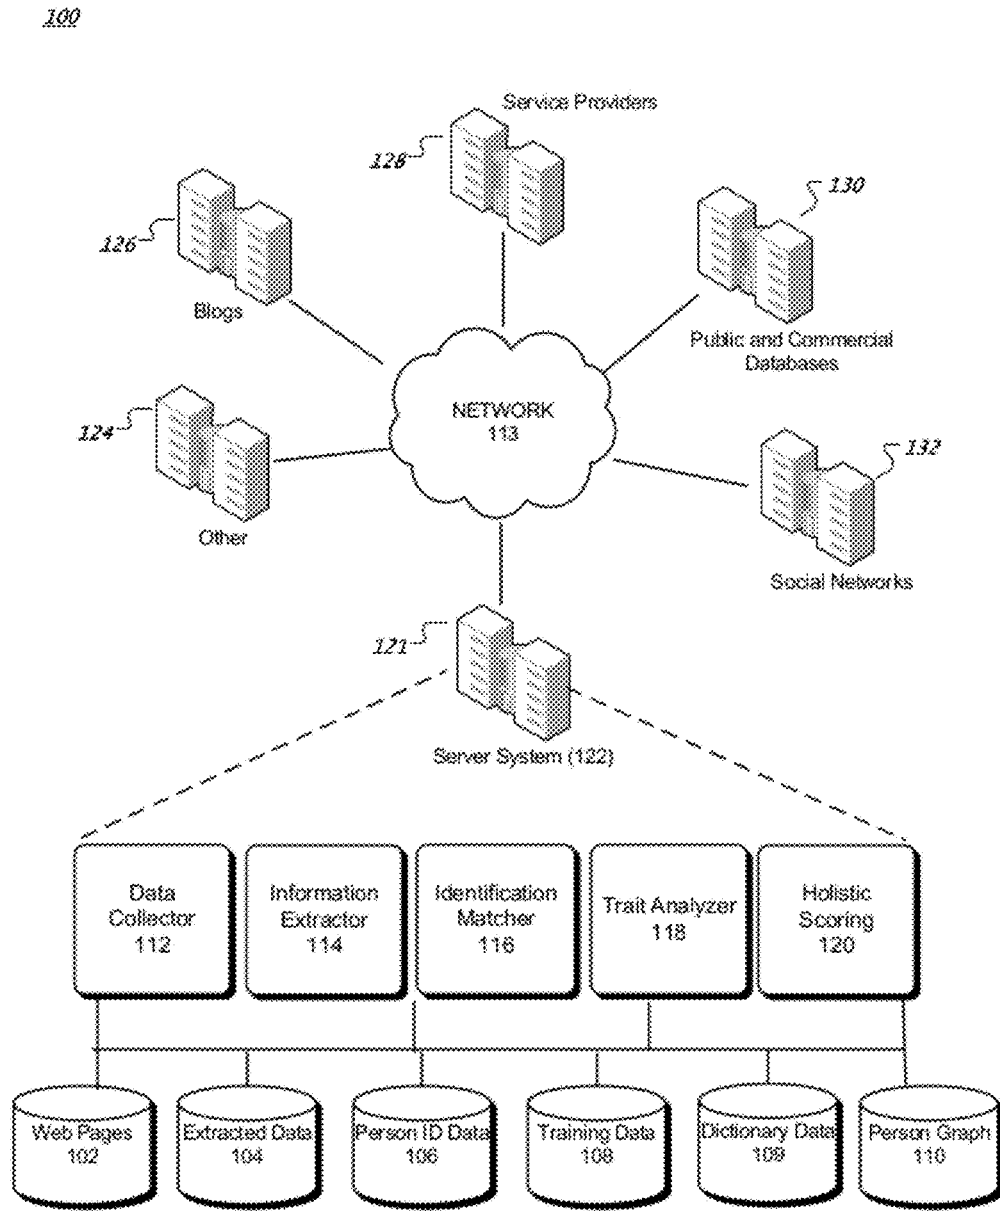 100
Service Providers
128
130
126
Blogs
Public and Commercial
Databases
NETWORK
113
124
132
Other
Social Networks
121
Server System (122)
Data
Collector
112
Information
Extractor
114
Identification
Matcher
116
Trait Analyzer
118
Holistic
Scoring
120
Web Pages
102
Extracted Data
104
Person ID Data
106
Training Data
108
Dictionary Data
109
Person Graph
110